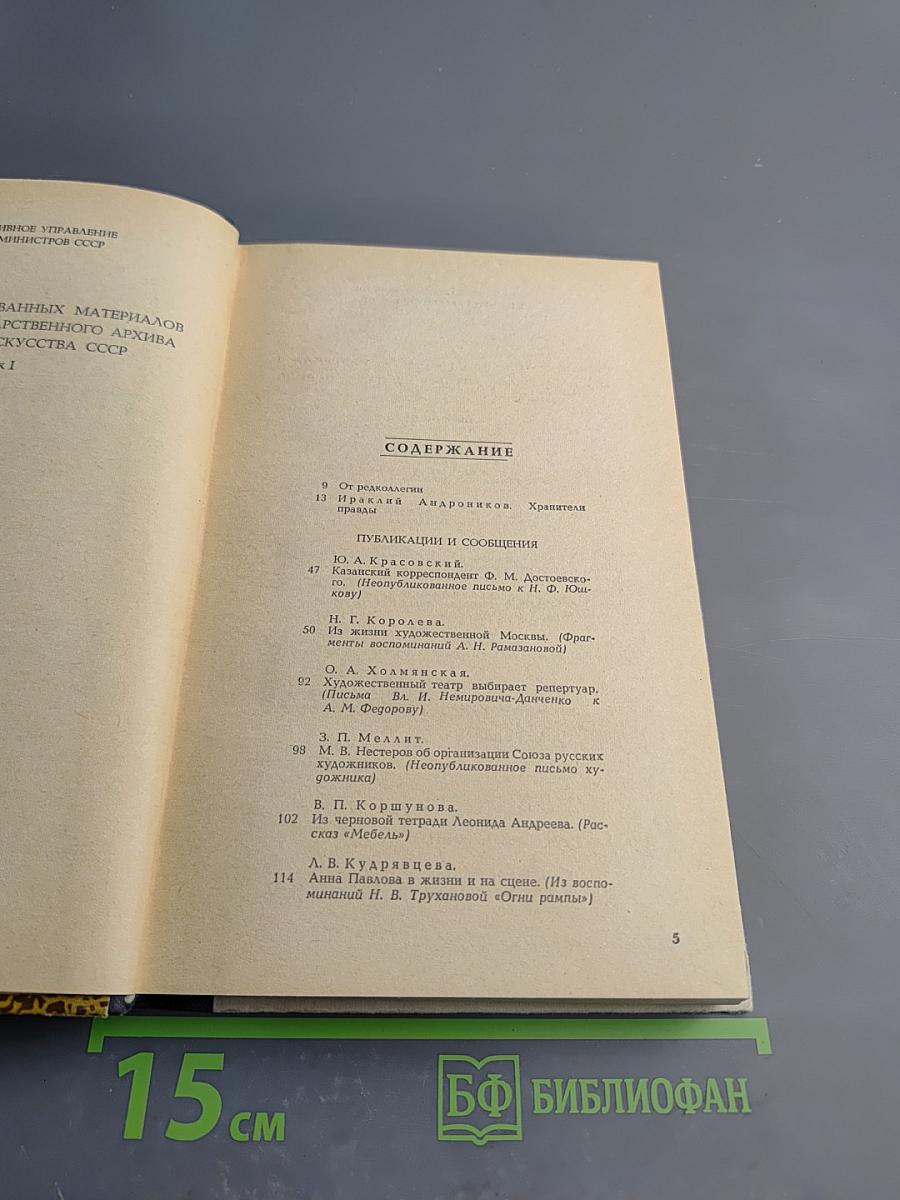 ИВНОЕ УПРАВЛЕНИЕ
МИНИСТРОВ СССР
ВАННЫХ МАТЕРИАЛОВ
АРСТВЕННОГО АРХИВА
СКУССТВА СССР
к I
СОДЕРЖАНИЕ
9 От редколлегии
13 Ираклий Андроников. Хранители
правды
ПУБЛИКАЦИИ И СООБЩЕНИЯ
Ю. А. Красовский.
47 Казанский корреспондент Ф. М. Достоевско-
го. (Неопубликованное письмо к Н. Ф. Юш-
кову)
Н. Г. Королева.
50 Из жизни художественной Москвы. (Фраг-
менты воспоминаний А. Н. Рамазановой)
О. А. Холмянская.
92 Художественный театр выбирает репертуар.
(Письма Вл. И. Немировича-Данченко к
А. М. Федорову)
З. П. Меллит.
98 М. В. Нестеров об организации Союза русских
художников. (Неопубликованное письмо ху-
дожника)
В. П. Коршунова.
102 Из черновой тетради Леонида Андреева. (Рас-
сказ «Мебель»)
Л. В. Кудрявцева.
114 Анна Павлова в жизни и на сцене. (Из воспо-
минаний Н. В. Трухановой «Огни рампы»)
5
15 см
БФ БИБЛИОФАН